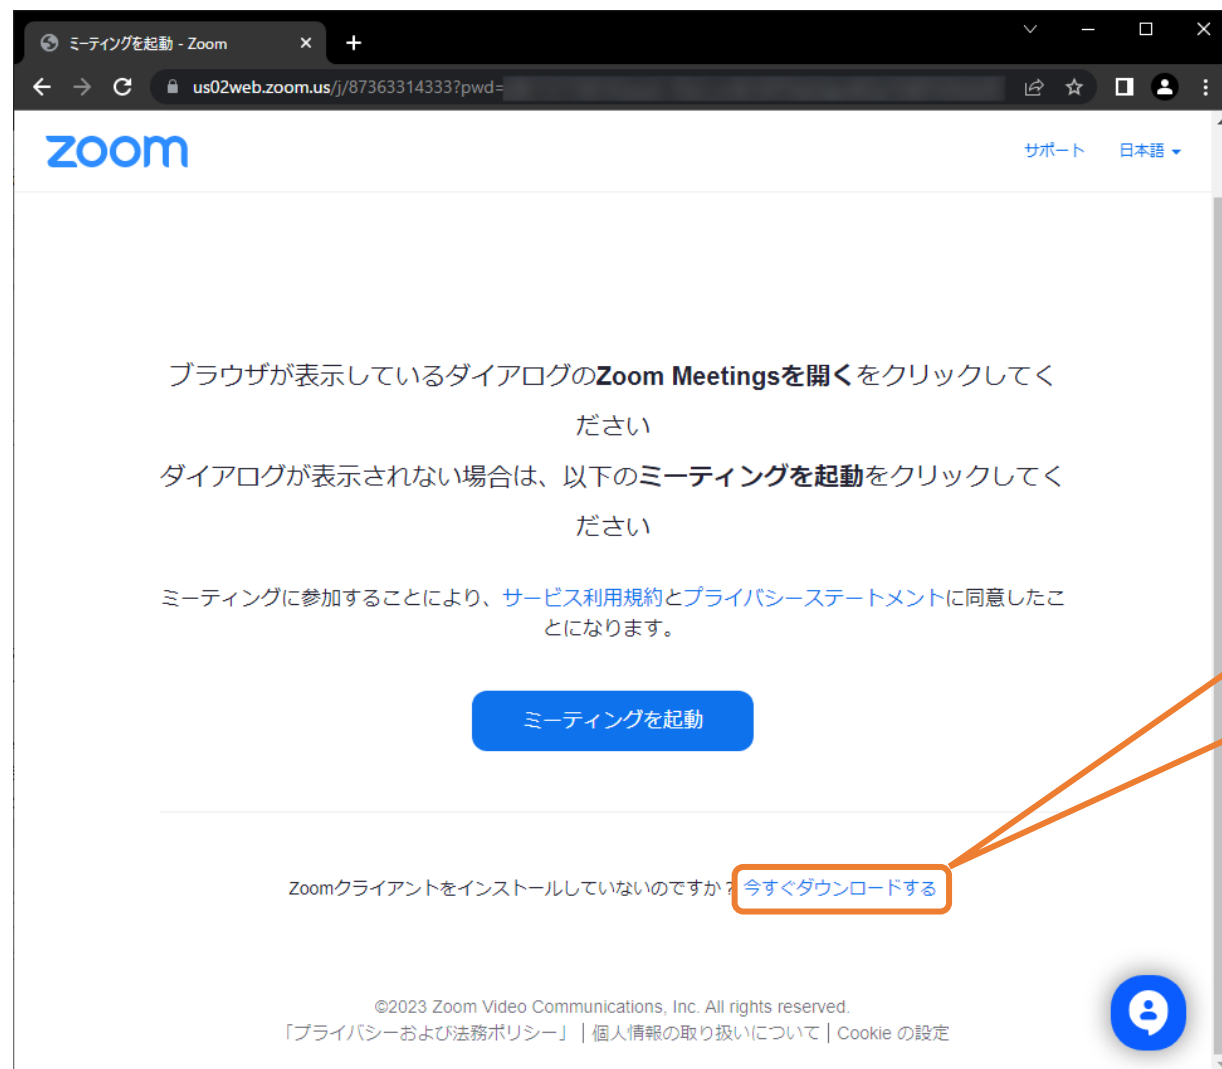 ミーティングを起動 - Zoom
us02web.zoom.us/j/87363314333?pwd=
zoom
サポート 日本語
ブラウザが表示しているダイアログのZoom Meetingsを開くをクリックしてく
ださい
ダイアログが表示されない場合は、以下のミーティングを起動をクリックしてく
ださい
ミーティングに参加することにより、サービス利用規約とプライバシーステートメントに同意したこ
とになります。
ミーティングを起動
Zoomクライアントをインストールしていないのですか？今すぐダウンロードする
©2023 Zoom Video Communications, Inc. All rights reserved.
「プライバシーおよび法務ポリシー」 | 個人情報の取り扱いについて | Cookie の設定